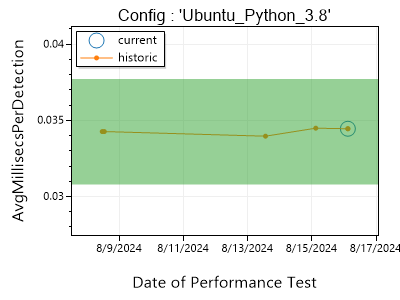 Config : 'Ubuntu_Python_3.8'
current
historic
AvgMillisecsPerDetection
0.04
0.035
0.03
8/9/2024 8/11/2024 8/13/2024 8/15/2024 8/17/2024
Date of Performance Test